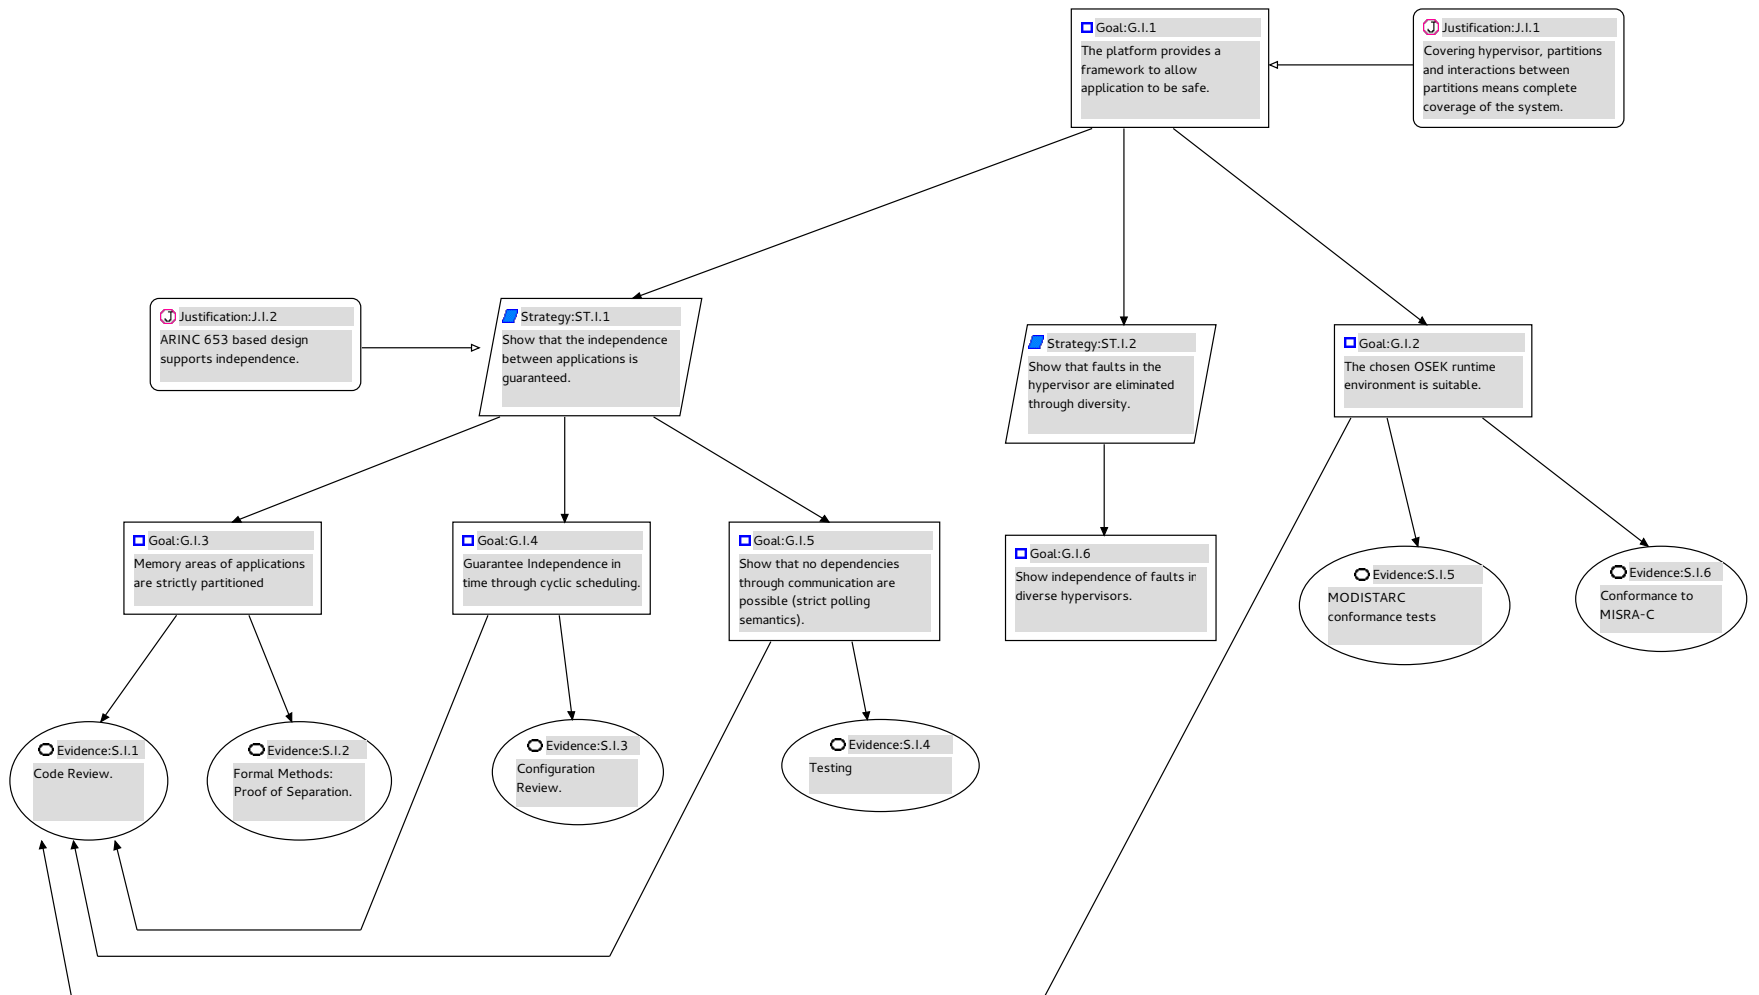 Goal:G.I.1
The platform provides a
framework to allow
application to be safe.
J Justification:J.I.1
Covering hypervisor, partitions
and interactions between
partitions means complete
coverage of the system.
J Justification:J.I.2
ARINC 653 based design
supports independence.
Strategy:ST.I.1
Show that the independence
between applications is
guaranteed.
Strategy:ST.I.2
Show that faults in the
hypervisor are eliminated
through diversity.
Goal:G.I.2
The chosen OSEK runtime
environment is suitable.
Goal:G.I.3
Memory areas of applications
are strictly partitioned
Goal:G.I.4
Guarantee Independence in
time through cyclic scheduling.
Goal:G.I.5
Show that no dependencies
through communication are
possible (strict polling
semantics).
Goal:G.I.6
Show independence of faults in
diverse hypervisors.
Evidence:S.I.5
MODISTARC
conformance tests
Evidence:S.I.6
Conformance to
MISRA-C
Evidence:S.I.1
Code Review.
Evidence:S.I.2
Formal Methods:
Proof of Separation.
Evidence:S.I.3
Configuration
Review.
Evidence:S.I.4
Testing